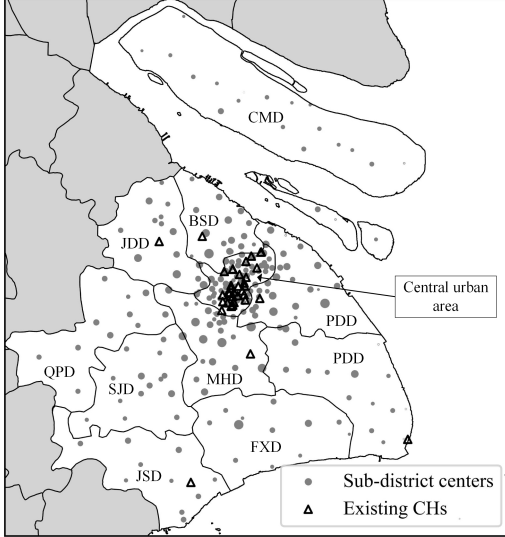 CMD
BSD
JDD
Central urban
area
PDD
PDD
QPD
SJD
MHD
FXD
JSD
Sub-district centers
Existing CHs